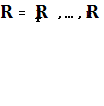 R = R , ... , R